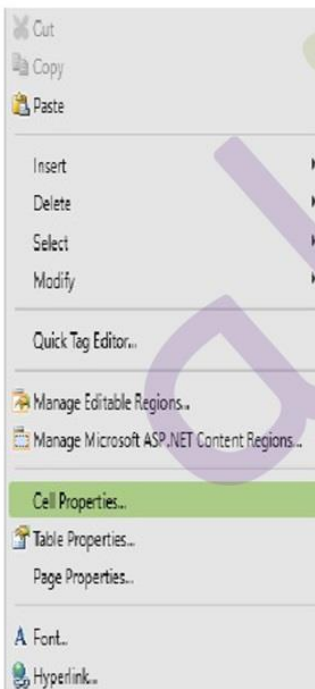 Cut
Copy
Paste
Insert
Delete
Select
Modify
Quick Tag Editor...
Manage Editable Regions...
Manage Microsoft ASP.NET Content Regions...
Cell Properties...
Table Properties...
Page Properties...
Font...
Hyperlink...